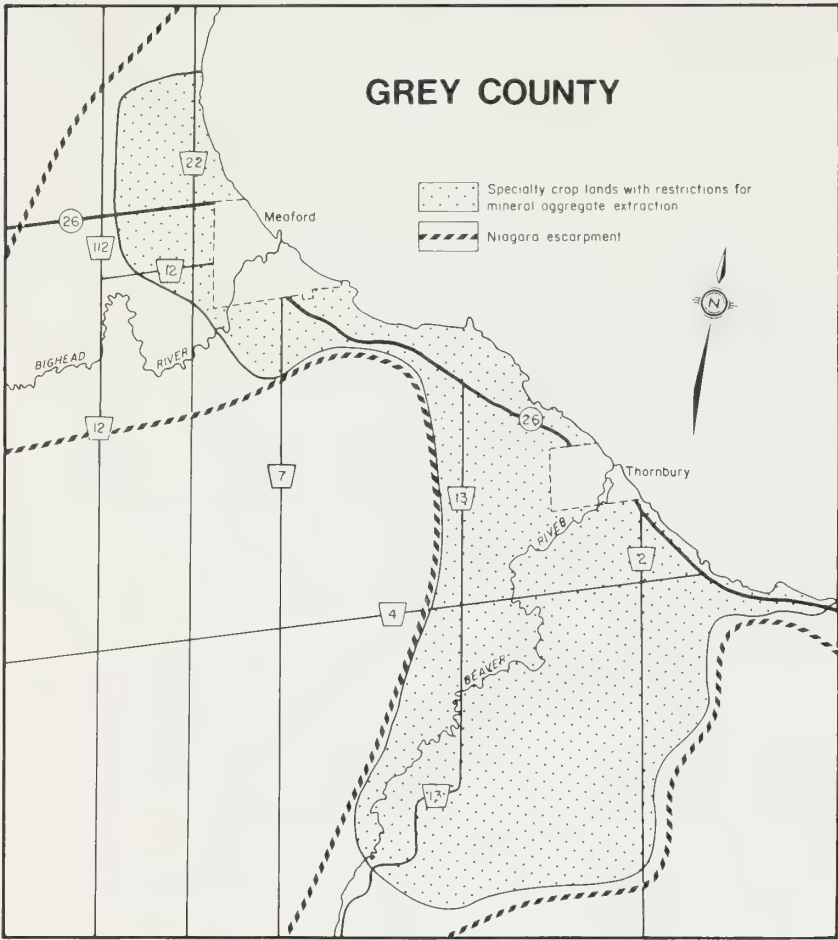 GREY COUNTY
Specialty crop lands with restrictions for
mineral aggregate extraction
Niagara escarpment
N
22
Meaford
26
112
12
BIGHEAD
RIVER
12
7
26
13
Thornbury
RIVER
2
4
BEAVER
13